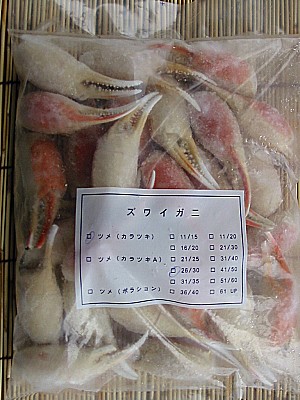 ズワイガニ
☑ ツメ (カラツキ) □ 11/15 □ 11/20
□ 16/20 □ 21/30
□ ツメ (カラツキA) □ 21/25 □ 31/40
☑ 26/30 □ 41/50
□ 31/35 □ 51/60
□ ツメ (ポーション) □ 36/40 □ 61 UP